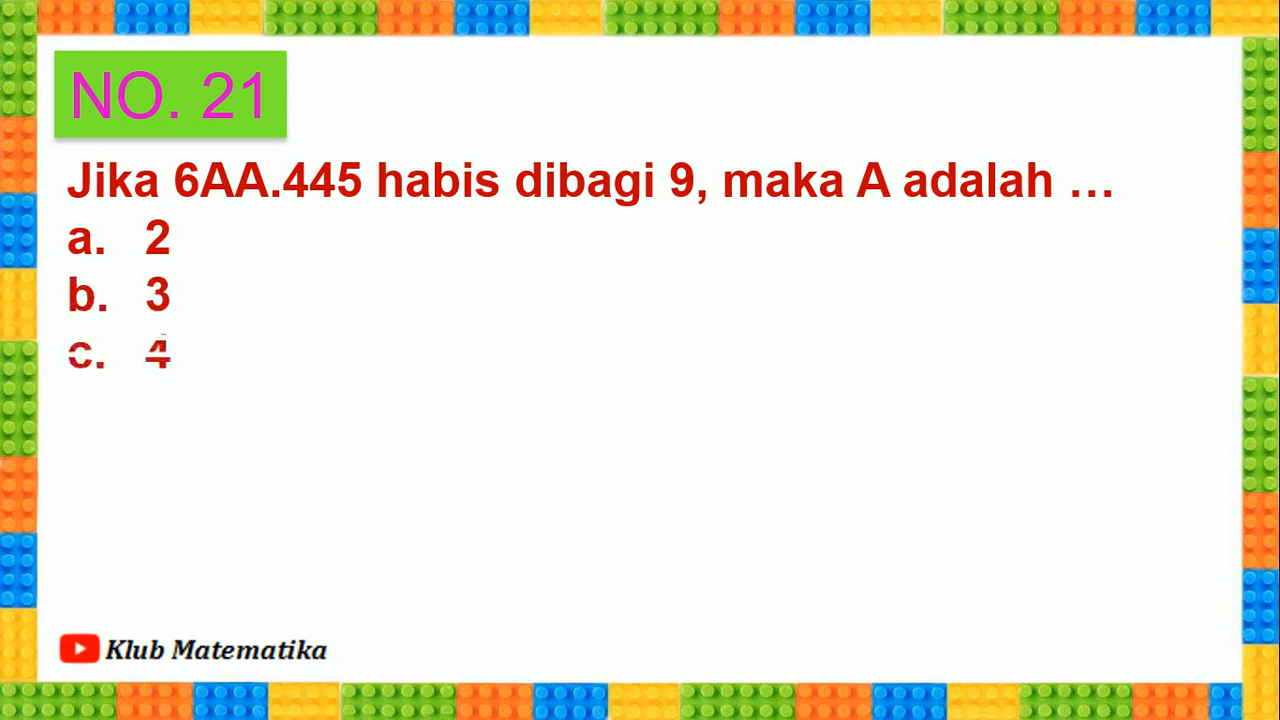 NO. 21
Jika 6AA.445 habis dibagi 9, maka A adalah …
a. 2
b. 3
c. 4
Klub Matematika